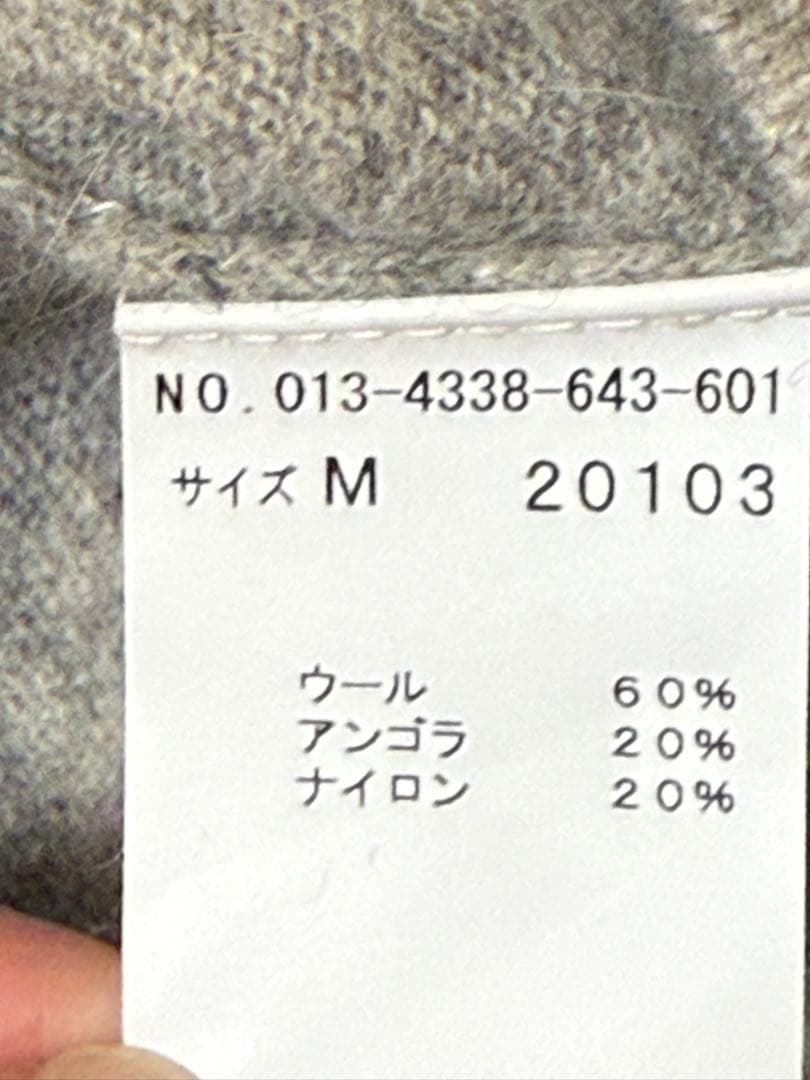 NO.013-4338-643-601
サイズ M 20103
ウール 60%
アンゴラ 20%
ナイロン 20%